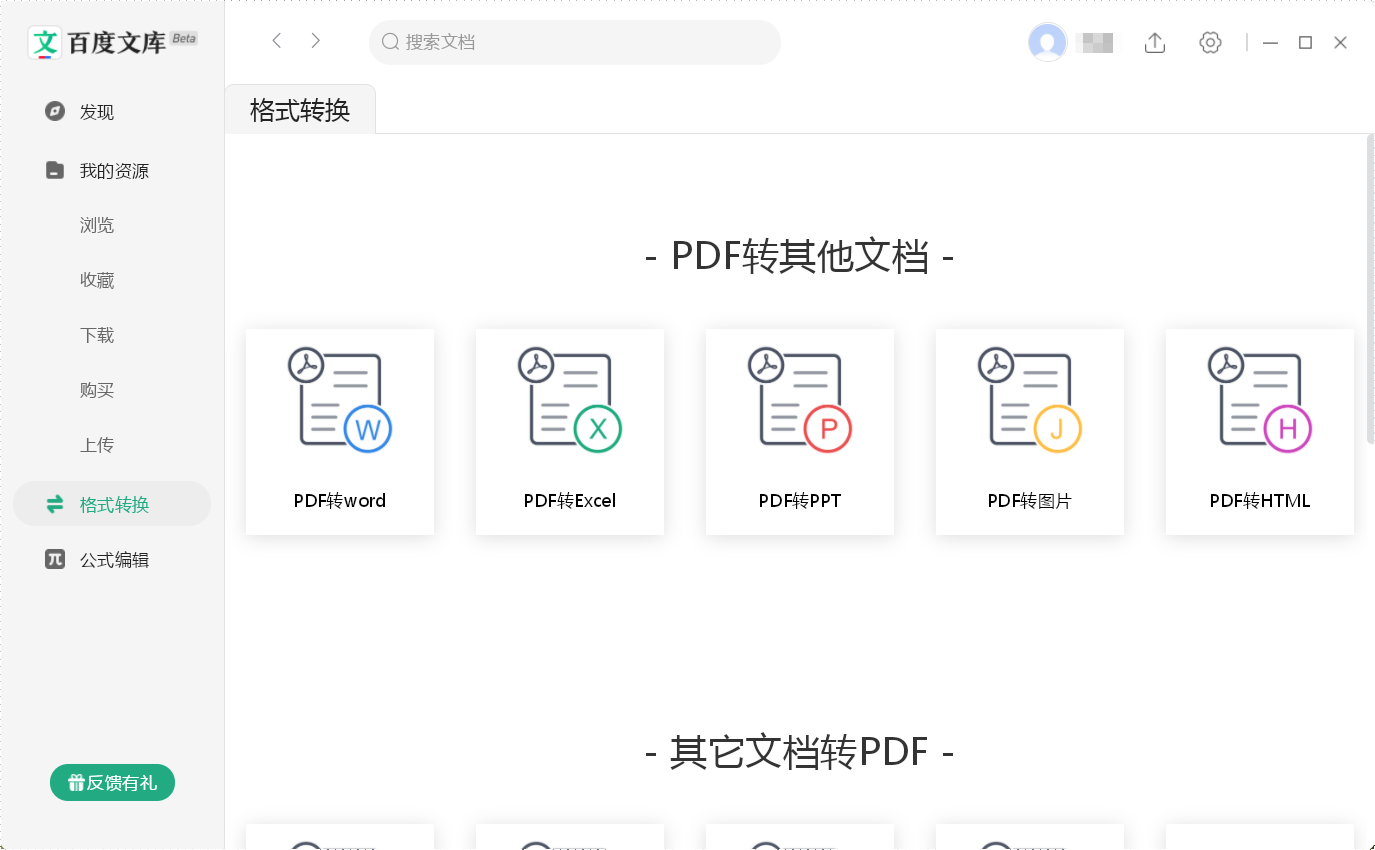 百度文库 Beta
搜索文档
发现
我的资源
浏览
收藏
下载
购买
上传
格式转换
公式编辑
反馈有礼
格式转换
- PDF转其他文档 -
W
X
P
J
H
PDF转word
PDF转Excel
PDF转PPT
PDF转图片
PDF转HTML
- 其它文档转PDF -